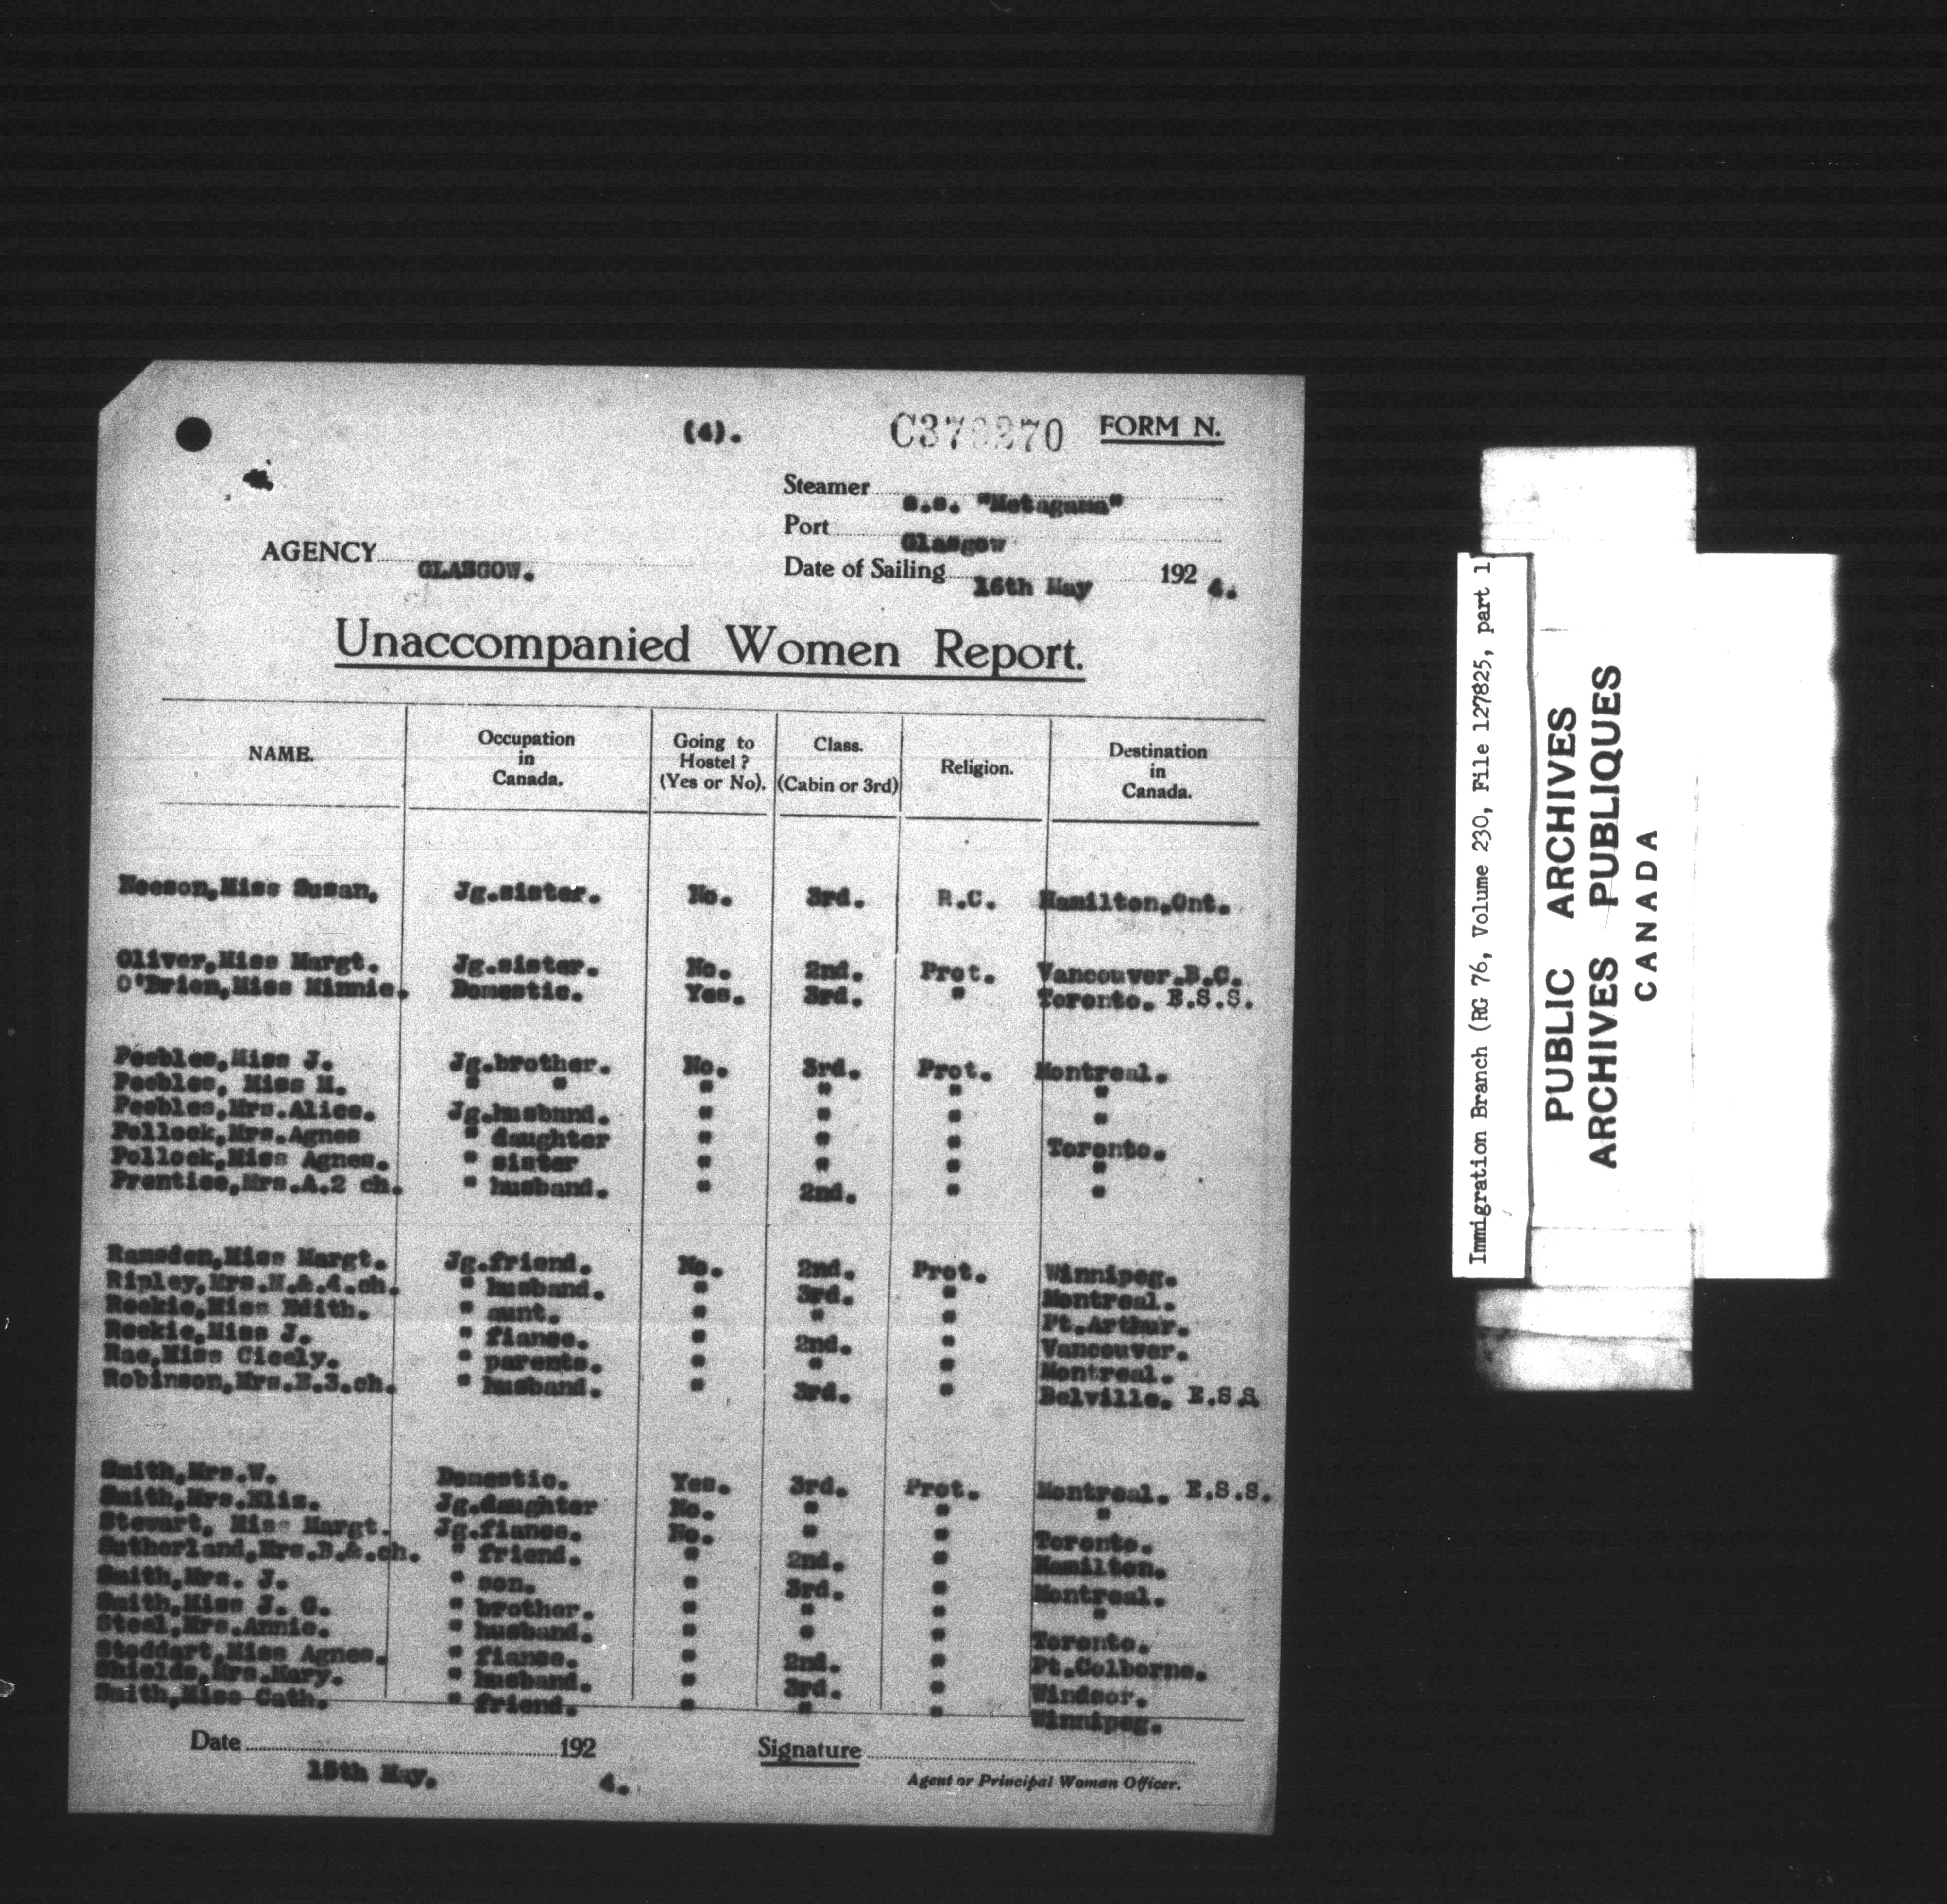 (4). C376270 FORM N.
Steamer s.s. "Metagama"
Port Glasgow
AGENCY GLASGOW.
Date of Sailing 16th May 1924.
Unaccompanied Women Report.
NAME. Occupation in Canada. Going to Hostel? (Yes or No). Class. (Cabin or 3rd) Religion. Destination in Canada.
Neeson,Miss Susan, Jg.sister. No. 3rd. R.C. Hamilton.Ont.
Oliver,Miss Margt. Jg.sister. No. 2nd. Prot. Vancouver.B.C.
O'Brien,Miss Minnie. Domestic. Yes. 3rd. " Toronto. E.S.S.
Peebles,Miss J. Jg.brother. No. 3rd. Prot. Montreal.
Peebles, Miss M. " " " " " "
Peebles,Mrs.Alice. Jg.husband. " " " "
Pollock,Mrs.Agnes " daughter " " " Toronto.
Pollock,Miss Agnes. " sister " " " "
Prentice,Mrs.A.2 ch. " husband. " 2nd. " "
Ramsden,Miss Margt. Jg.friend. No. 2nd. Prot. Winnipeg.
Ripley,Mrs.H.&.4.ch. " husband. " 3rd. " Montreal.
Reekie,Miss Edith. " aunt. " " " Pt.Arthur.
Reekie,Miss J. " fiance. " 2nd. " Vancouver.
Rae,Miss Cicely. " parents. " " " Montreal.
Robinson,Mrs.E.3.ch. " husband. " 3rd. " Belville. E.S.S
Smith,Mrs.W. Domestic. Yes. 3rd. Prot. Montreal. E.S.S.
Smith,Mrs.Eliz. Jg.daughter No. " " "
Stewart, Miss Margt. Jg.fiance. No. " " Toronto.
Sutherland,Mrs.B.&.ch. " friend. " 2nd. " Hamilton.
Smith,Mrs. J. " son. " 3rd. " Montreal.
Smith,Miss J. G. " brother. " " " "
Steel,Mrs.Annie. " husband. " " " Toronto.
Stoddart,Miss Agnes. " fiance. " 2nd. " Pt.Colborne.
Shields,Mrs.Mary. " husband. " 3rd. " Windsor.
Smith,Miss Cath. " friend. " " " Winnipeg.
Date 15th May. 1924. Signature
Agent or Principal Woman Officer.
Immigration Branch (RG 76, Volume 230, File 127825, part 1
PUBLIC ARCHIVES
ARCHIVES PUBLIQUES
CANADA